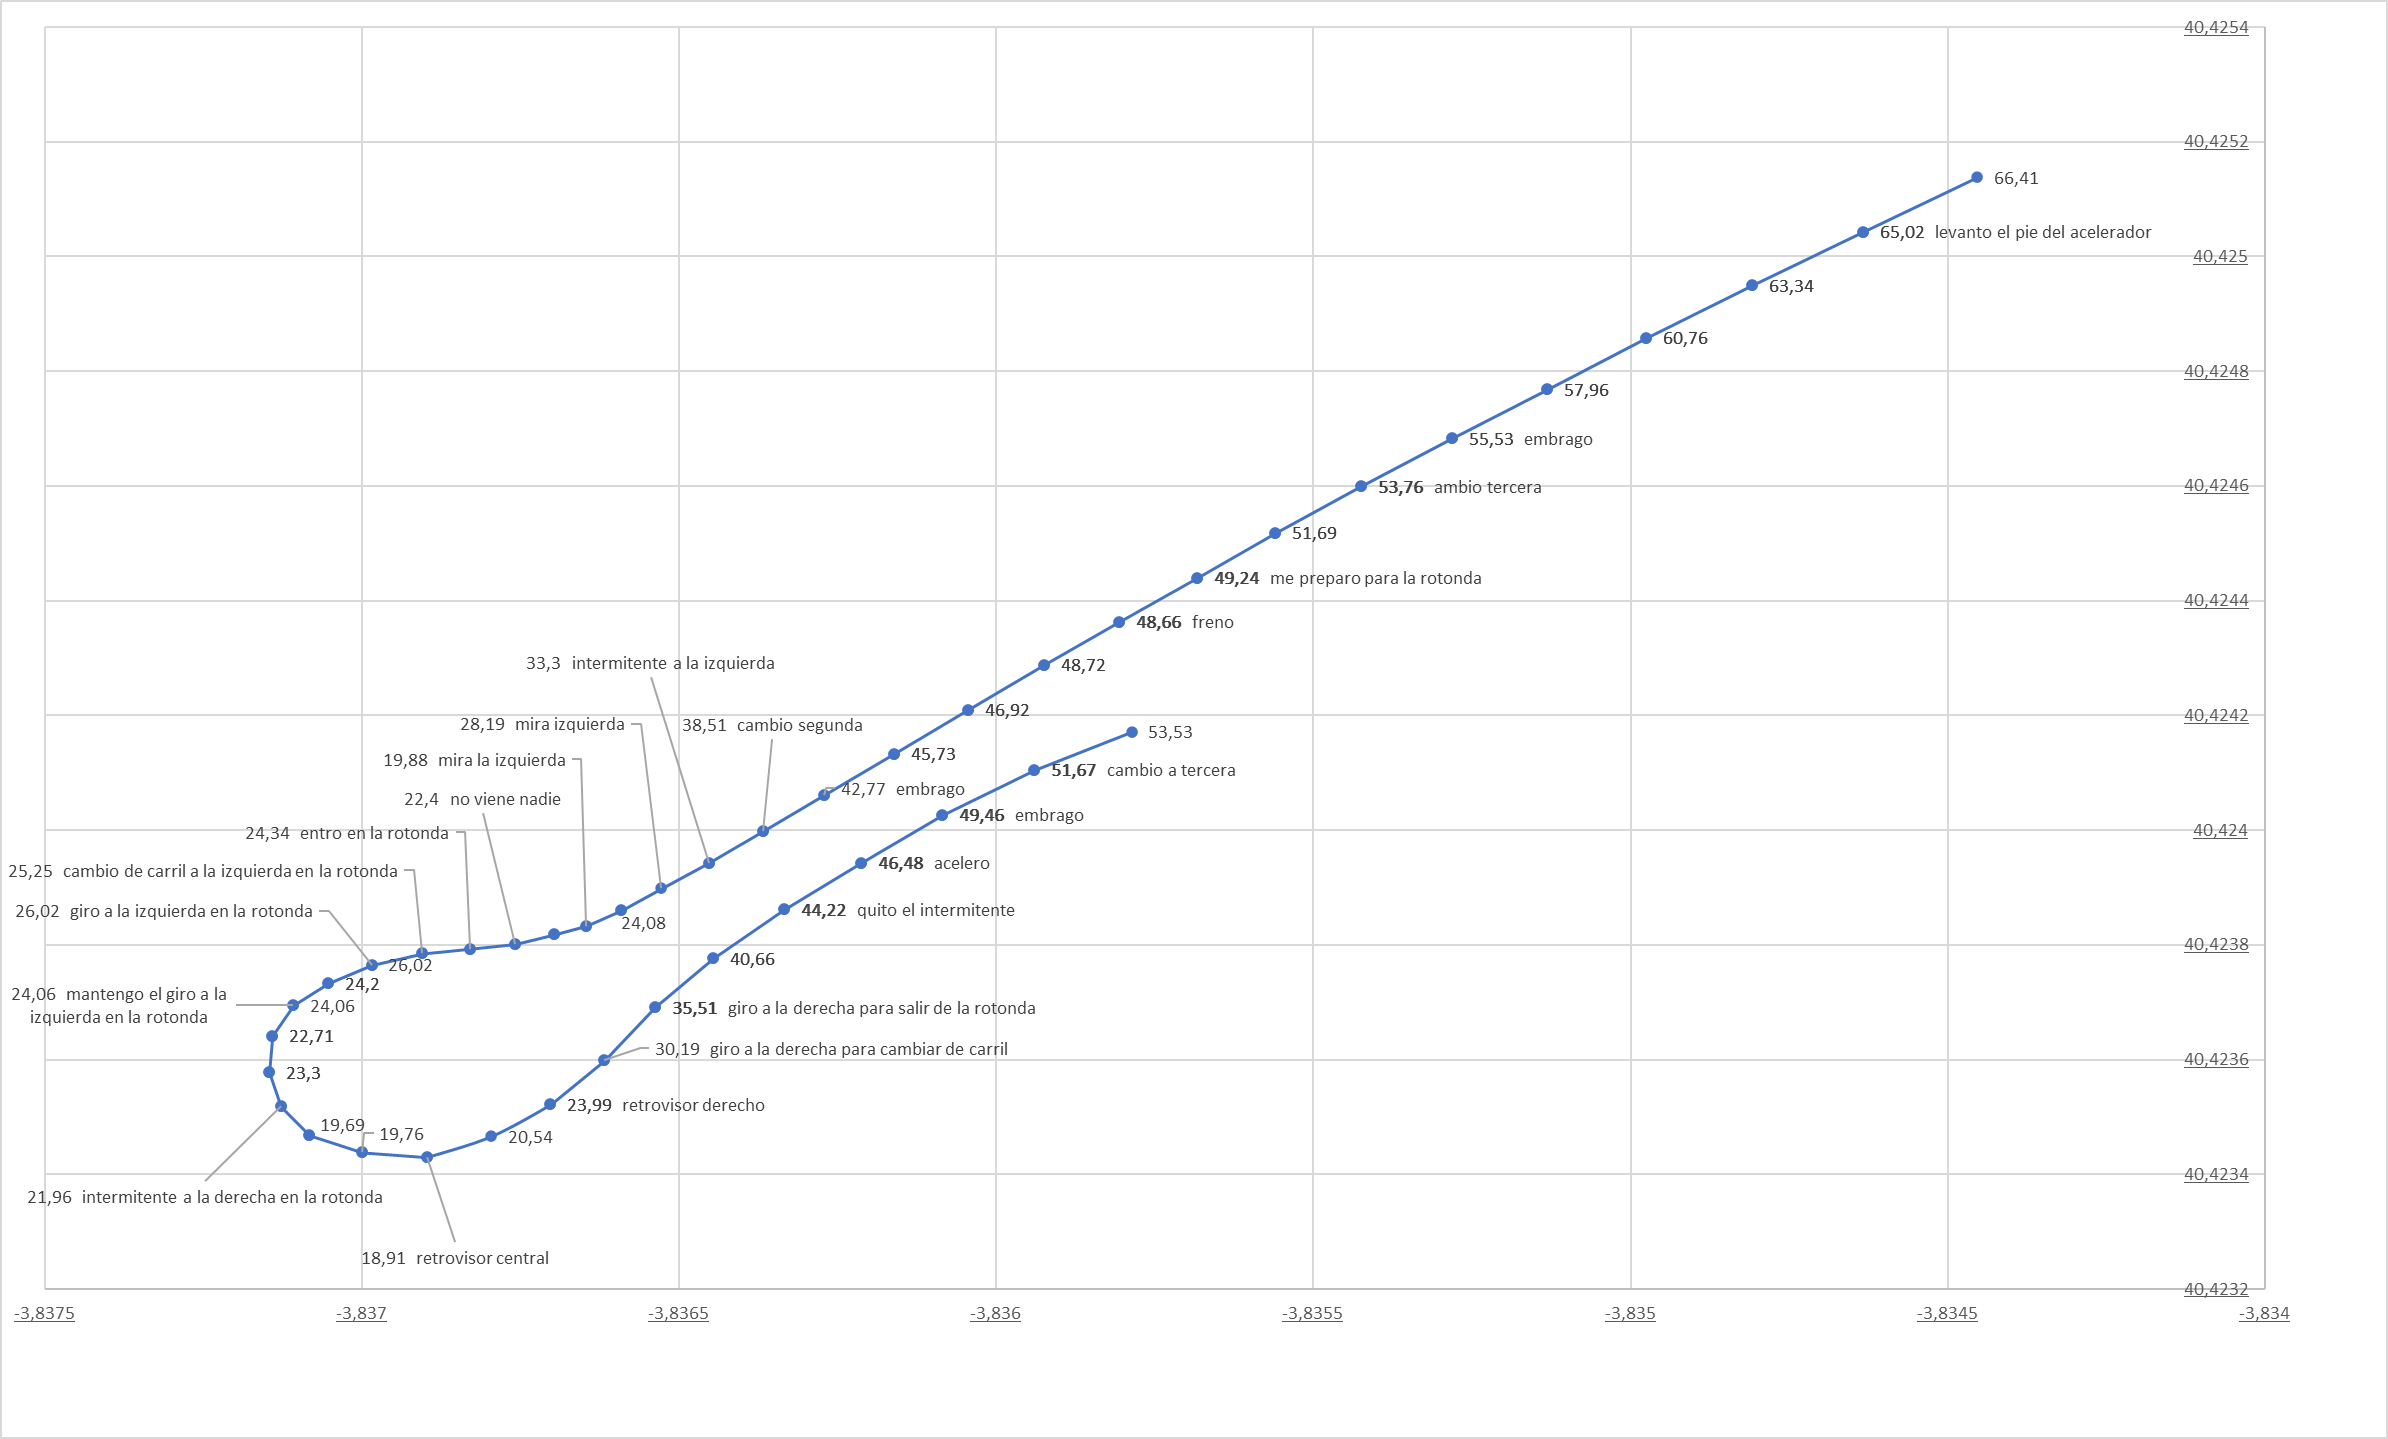 40,4254
40,4252
66,41
65,02 levanto el pie del acelerador
40,425
63,34
60,76
40,4248
57,96
55,53 embrago
40,4246
53,76 ambio tercera
51,69
49,24 me preparo para la rotonda
40,4244
48,66 freno
33,3 intermitente a la izquierda
48,72
46,92
40,4242
28,19 mira izquierda
38,51 cambio segunda
53,53
45,73
19,88 mira la izquierda
51,67 cambio a tercera
42,77 embrago
22,4 no viene nadie
49,46 embrago
40,424
24,34 entro en la rotonda
46,48 acelero
25,25 cambio de carril a la izquierda en la rotonda
26,02 giro a la izquierda en la rotonda
44,22 quito el intermitente
24,08
40,4238
26,02
40,66
24,2
24,06 mantengo el giro a la
izquierda en la rotonda
24,06
35,51 giro a la derecha para salir de la rotonda
22,71
30,19 giro a la derecha para cambiar de carril
40,4236
23,3
23,99 retrovisor derecho
19,69
19,76
20,54
40,4234
21,96 intermitente a la derecha en la rotonda
18,91 retrovisor central
40,4232
-3,8375
-3,837
-3,8365
-3,836
-3,8355
-3,835
-3,8345
-3,834